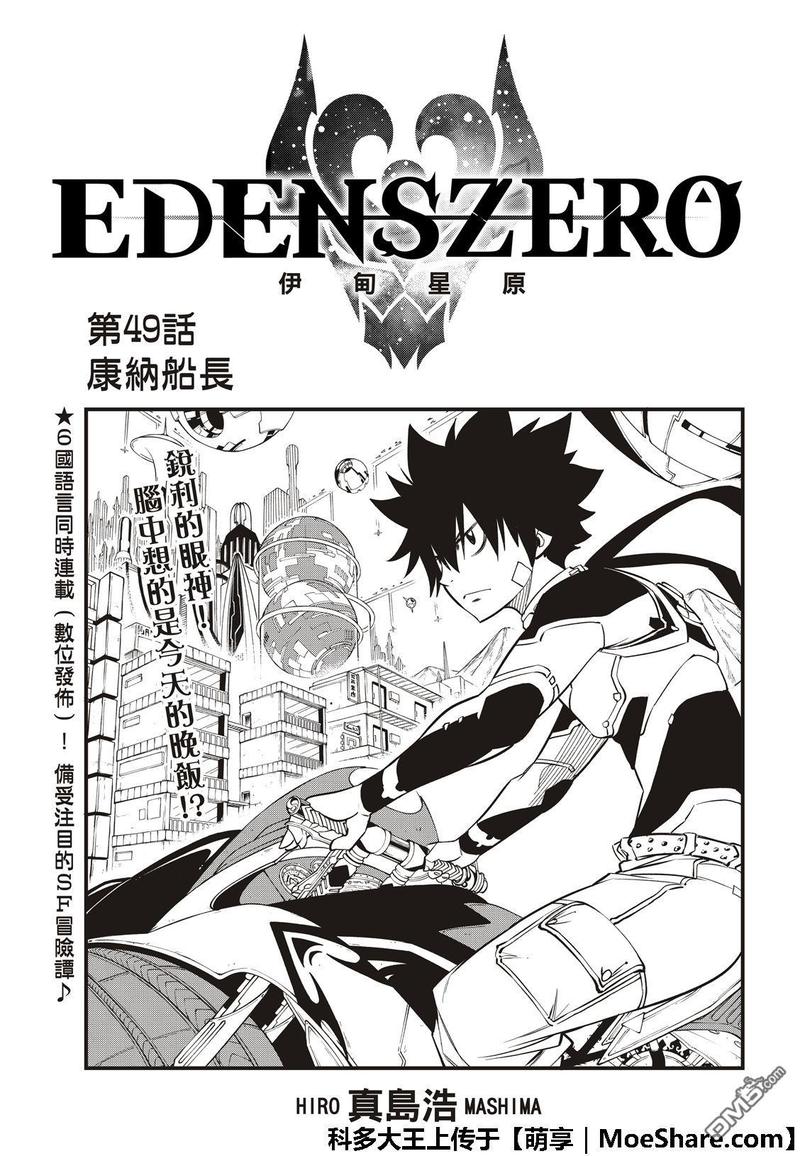 EDENSZERO
伊甸星原
第49話
康納船長
★6國語言同時連載(數位發佈)! 備受注目的SF冒險譚♪
銳利的眼神!!
腦中想的是今天的晚飯!?
HIRO 真島浩 MASHIMA
科多大王上传于【萌享|MoeShare.com】
DM5.com